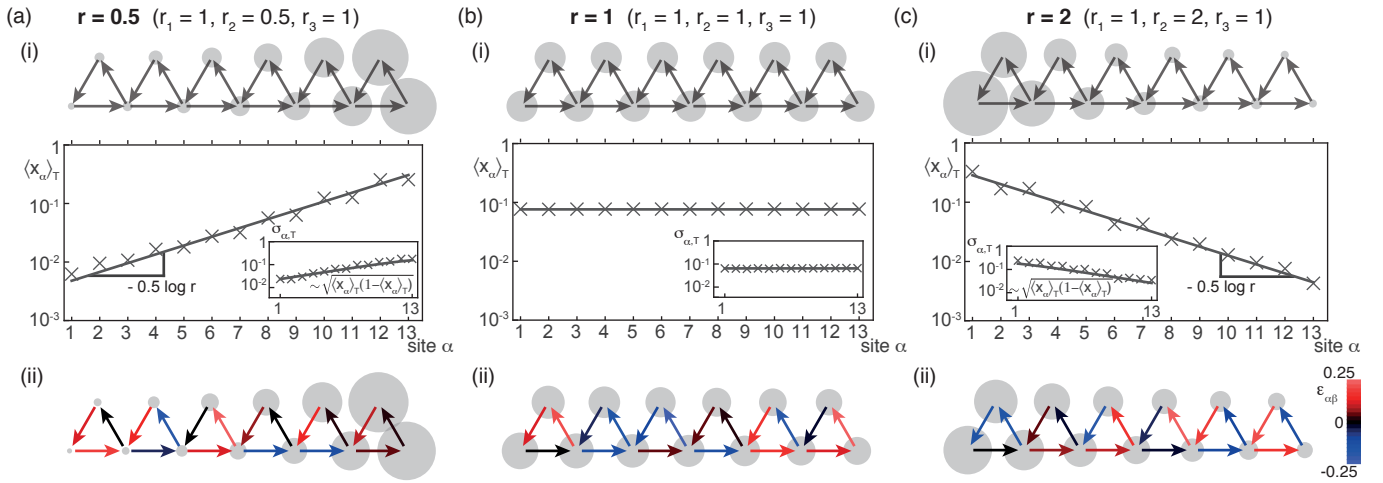 (a) r = 0.5 (r₁ = 1, r₂ = 0.5, r₃ = 1)
(i)
1
⟨xα⟩T
10⁻¹
10⁻²
10⁻³
- 0.5 log r
σα,T
1
10⁻¹
10⁻²
~√⟨xα⟩T(1−⟨xα⟩T)
1 13
1 2 3 4 5 6 7 8 9 10 11 12 13
site α
(ii)
(b) r = 1 (r₁ = 1, r₂ = 1, r₃ = 1)
(i)
1
⟨xα⟩T
10⁻¹
10⁻²
10⁻³
σα,T
1
10⁻¹
10⁻²
1 13
1 2 3 4 5 6 7 8 9 10 11 12 13
site α
(ii)
(c) r = 2 (r₁ = 1, r₂ = 2, r₃ = 1)
(i)
1
⟨xα⟩T
10⁻¹
10⁻²
10⁻³
σα,T
1
10⁻¹
10⁻²
~√⟨xα⟩T(1−⟨xα⟩T)
1 13
- 0.5 log r
1 2 3 4 5 6 7 8 9 10 11 12 13
site α
(ii)
0.25
εαβ
0
-0.25